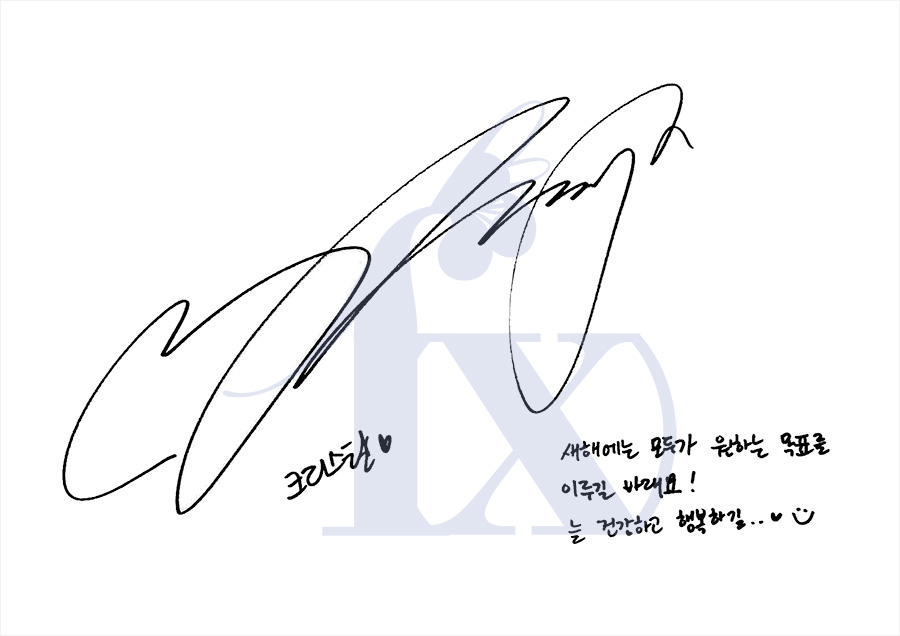 fx
크리스탈♥
새해에는 모두가 원하는 목표를
이루길 바래요!
늘 건강하고 행복하길..♥